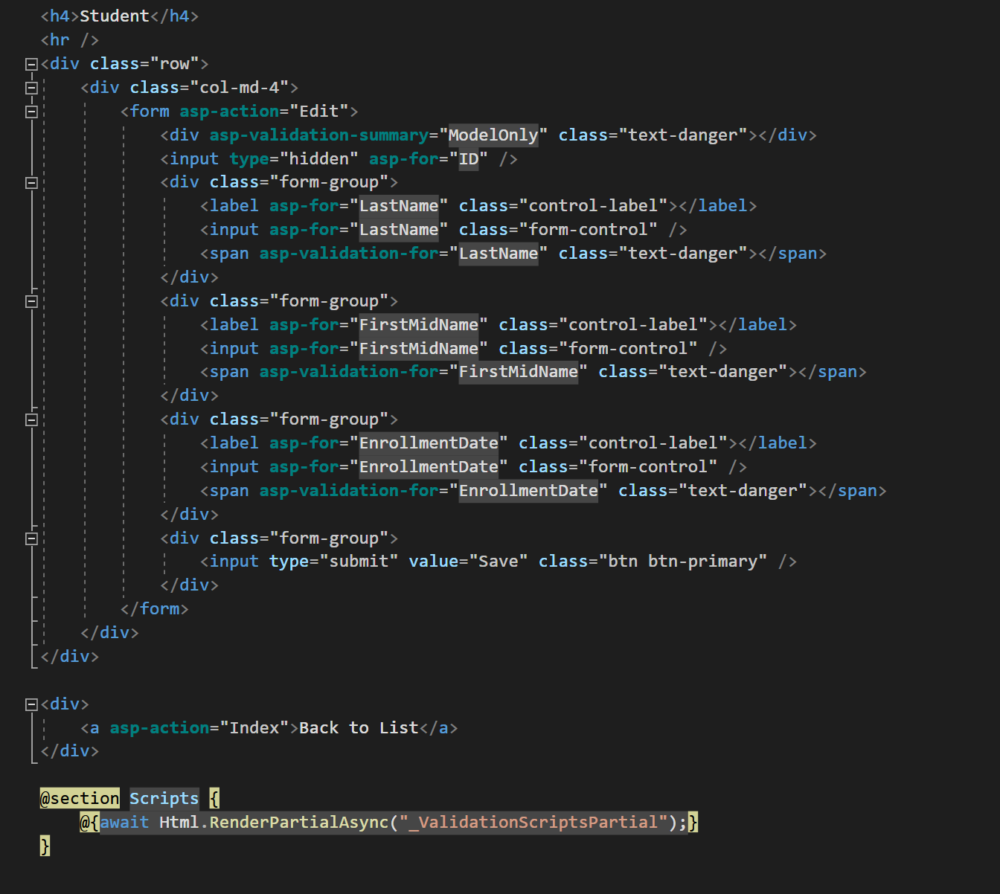 <h4>Student</h4>
<hr />
<div class="row">
    <div class="col-md-4">
        <form asp-action="Edit">
            <div asp-validation-summary="ModelOnly" class="text-danger"></div>
            <input type="hidden" asp-for="ID" />
            <div class="form-group">
                <label asp-for="LastName" class="control-label"></label>
                <input asp-for="LastName" class="form-control" />
                <span asp-validation-for="LastName" class="text-danger"></span>
            </div>
            <div class="form-group">
                <label asp-for="FirstMidName" class="control-label"></label>
                <input asp-for="FirstMidName" class="form-control" />
                <span asp-validation-for="FirstMidName" class="text-danger"></span>
            </div>
            <div class="form-group">
                <label asp-for="EnrollmentDate" class="control-label"></label>
                <input asp-for="EnrollmentDate" class="form-control" />
                <span asp-validation-for="EnrollmentDate" class="text-danger"></span>
            </div>
            <div class="form-group">
                <input type="submit" value="Save" class="btn btn-primary" />
            </div>
        </form>
    </div>
</div>

<div>
    <a asp-action="Index">Back to List</a>
</div>

@section Scripts {
    @{await Html.RenderPartialAsync("_ValidationScriptsPartial");}
}